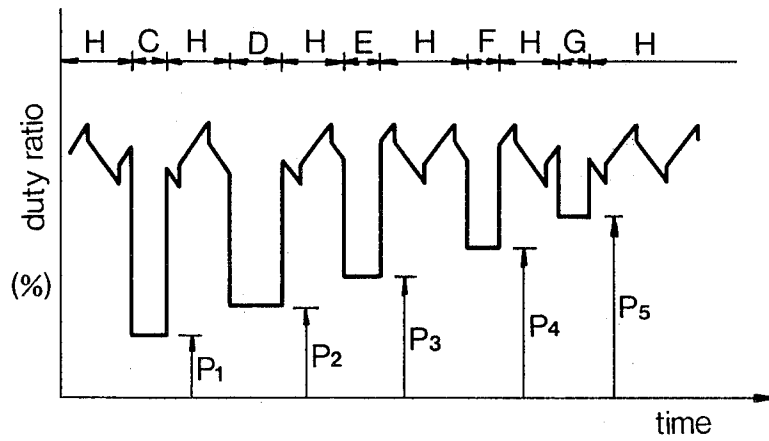 H C H D H E H F H G H
duty ratio
(%)
P1
P2
P3
P4
P5
time